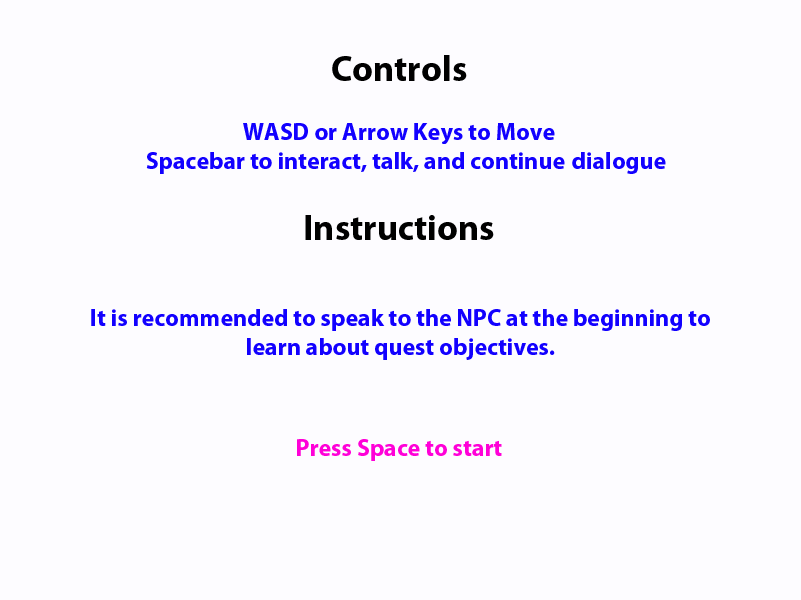 Controls
WASD or Arrow Keys to Move
Spacebar to interact, talk, and continue dialogue
Instructions
It is recommended to speak to the NPC at the beginning to
learn about quest objectives.
Press Space to start